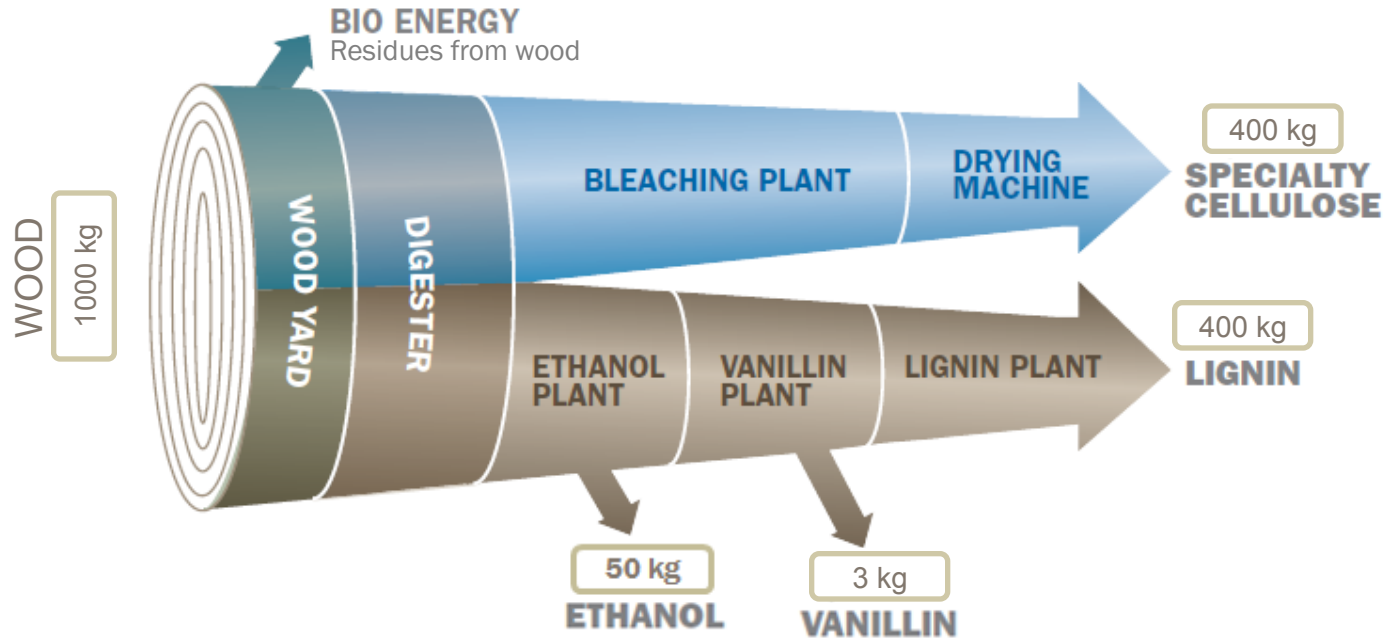 BIO ENERGY
Residues from wood
WOOD
1000 kg
WOOD YARD
DIGESTER
BLEACHING PLANT
DRYING
MACHINE
400 kg
SPECIALTY
CELLULOSE
ETHANOL
PLANT
VANILLIN
PLANT
LIGNIN PLANT
400 kg
LIGNIN
50 kg
ETHANOL
3 kg
VANILLIN